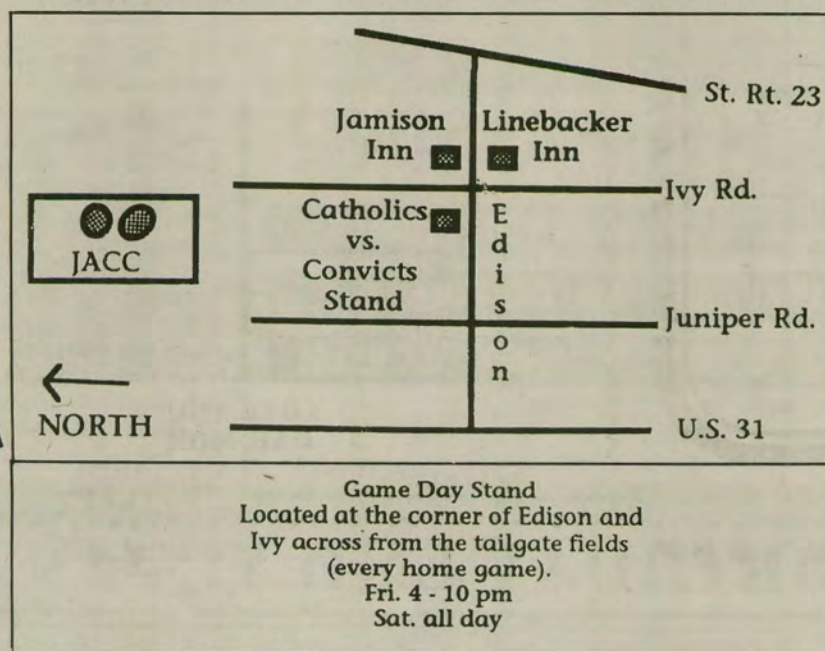 St. Rt. 23
Jamison
Inn
Linebacker
Inn
Ivy Rd.
Catholics
vs.
Convicts
Stand
Edison
JACC
Juniper Rd.
NORTH
U.S. 31
Game Day Stand
Located at the corner of Edison and
Ivy across from the tailgate fields
(every home game).
Fri. 4 - 10 pm
Sat. all day